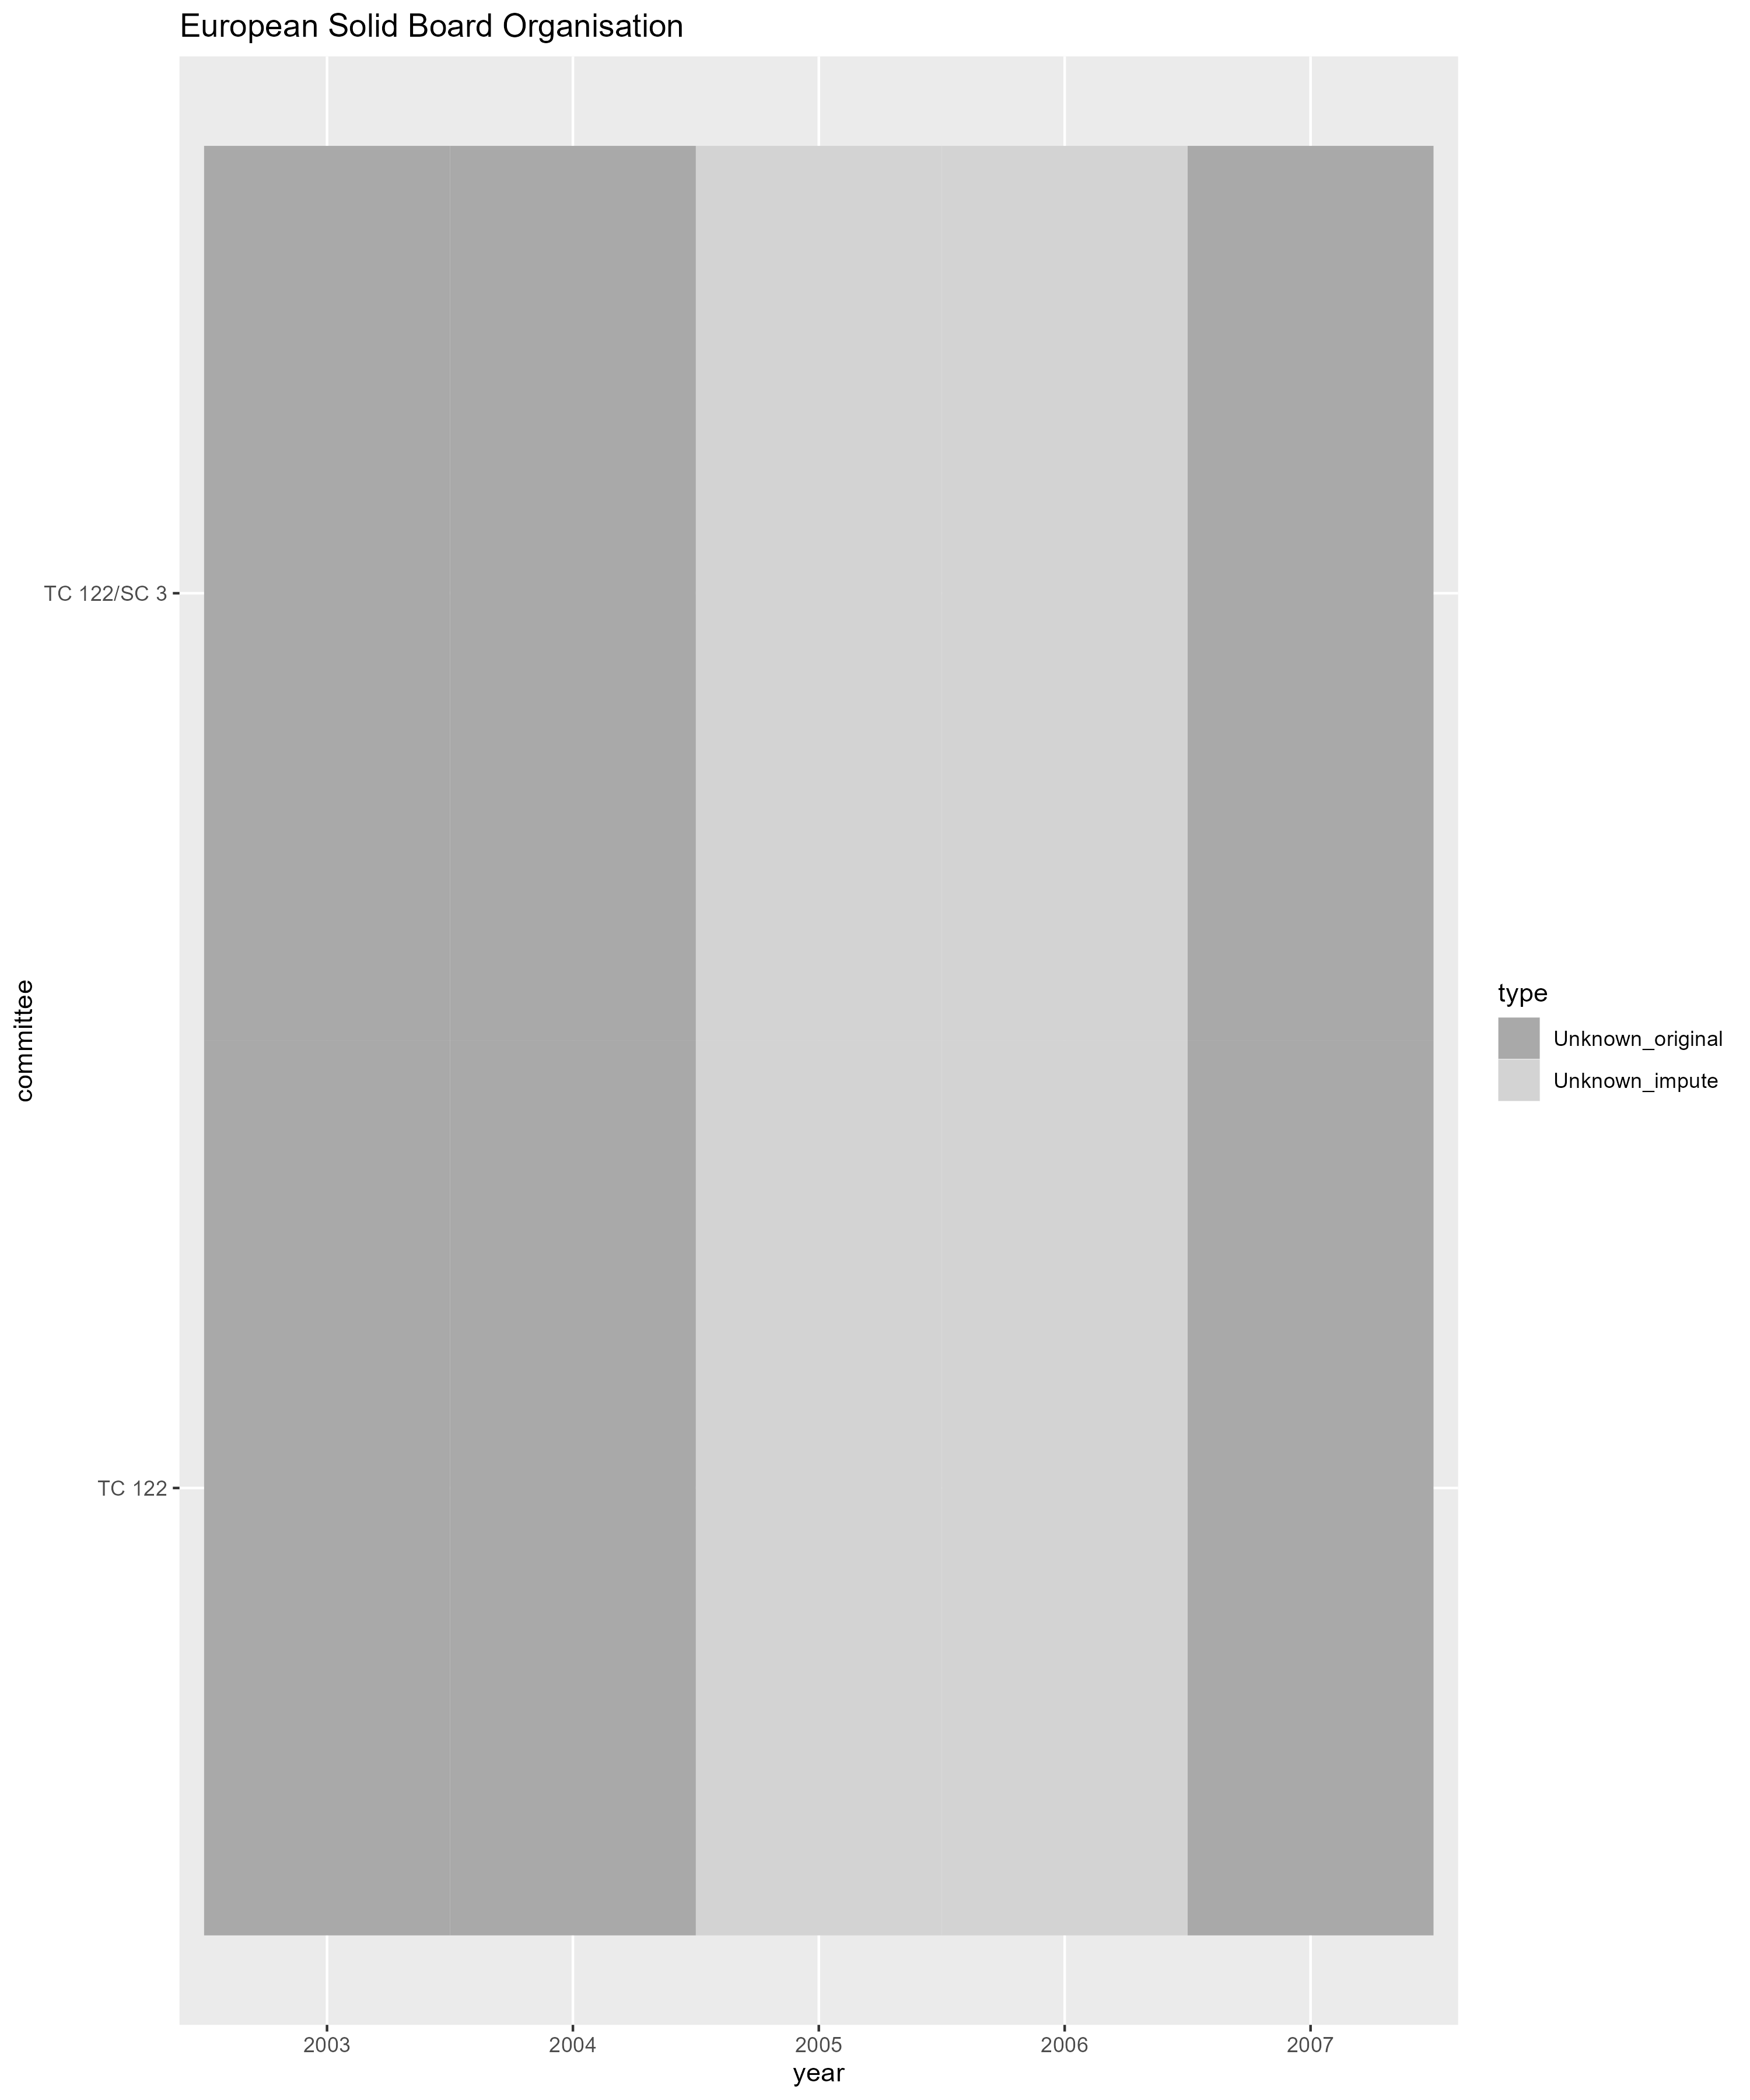 European Solid Board Organisation
committee
TC 122/SC 3
TC 122
2003
2004
2005
2006
2007
year
type
Unknown_original
Unknown_impute